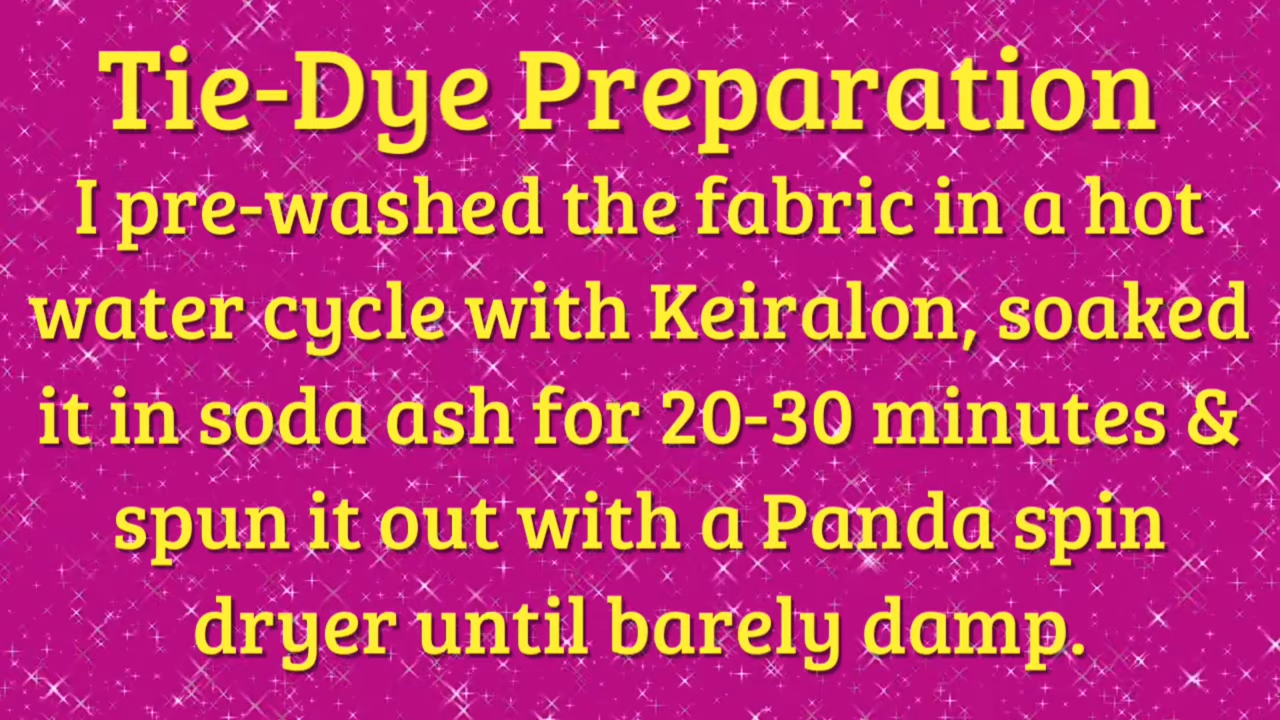 Tie-Dye Preparation
I pre-washed the fabric in a hot
water cycle with Keiralon, soaked
it in soda ash for 20-30 minutes &
spun it out with a Panda spin
dryer until barely damp.